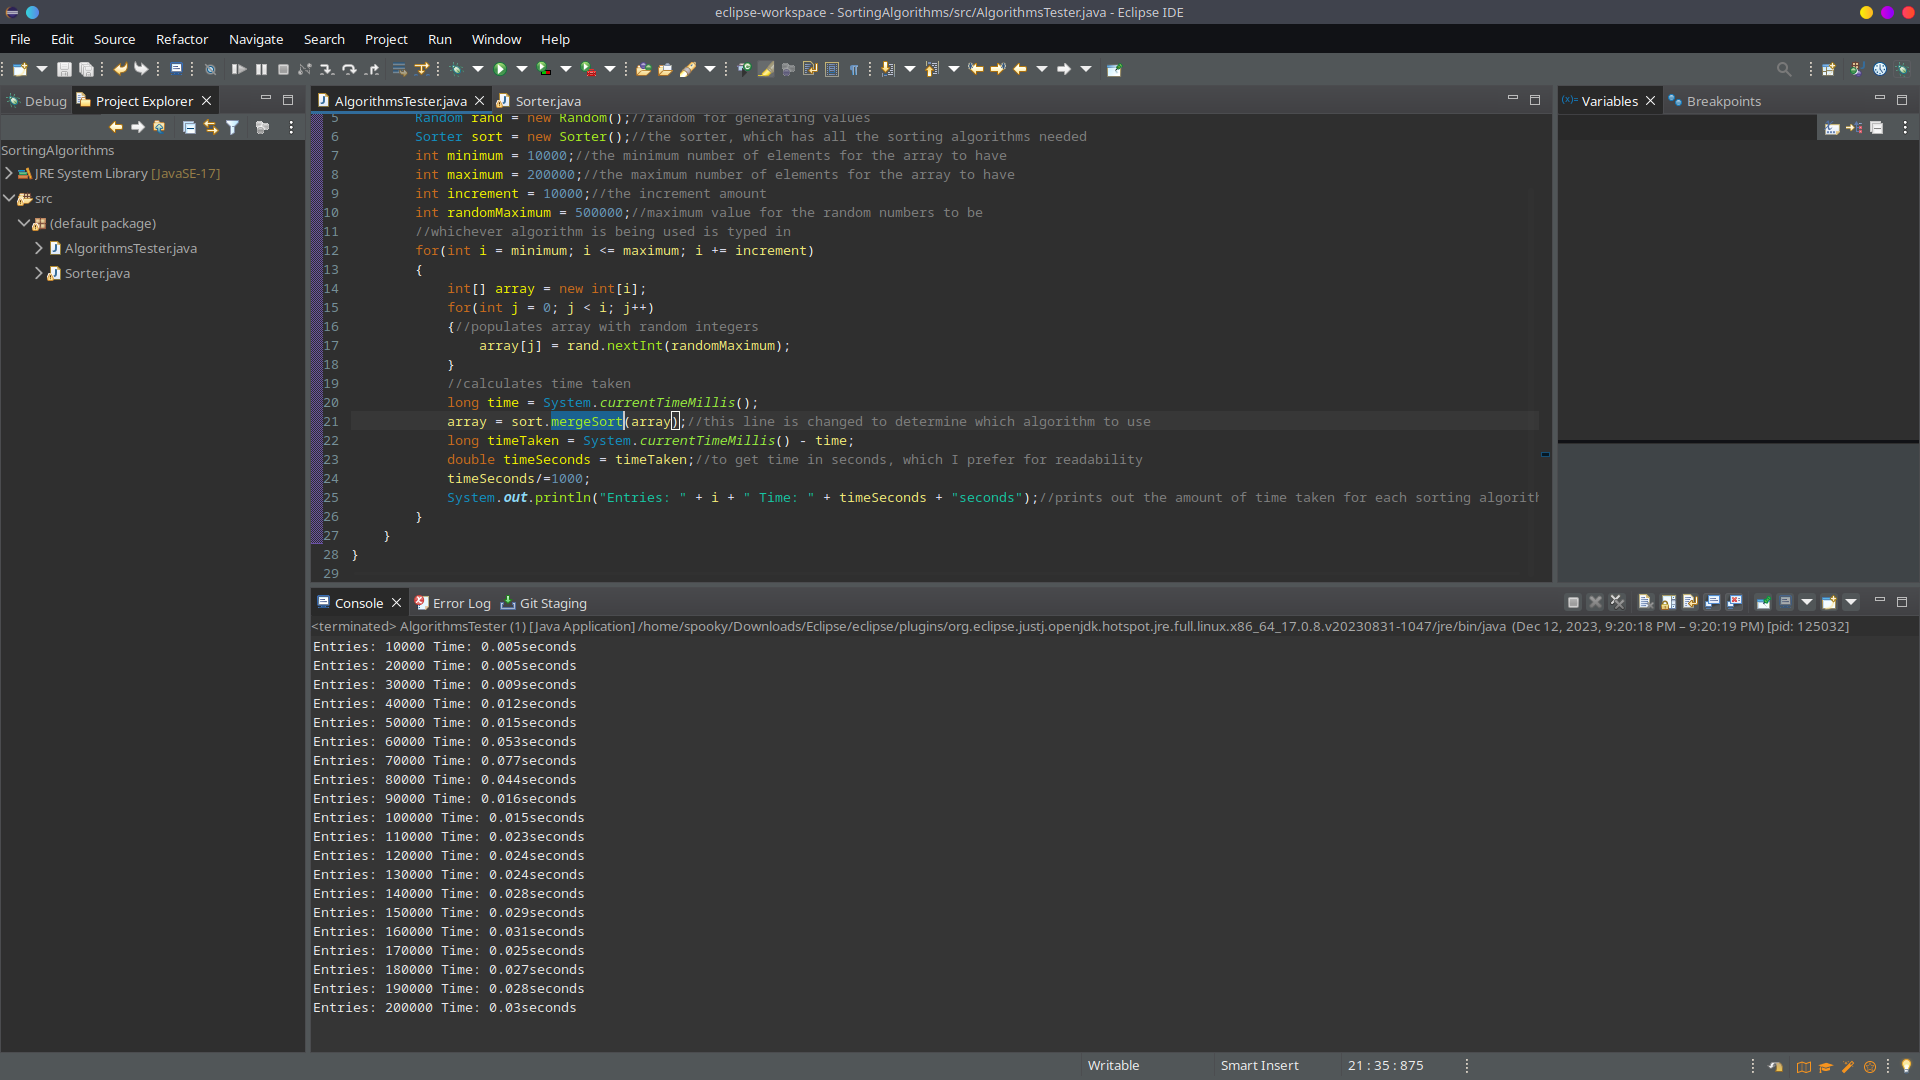 eclipse-workspace - SortingAlgorithms/src/AlgorithmsTester.java - Eclipse IDE
File Edit Source Refactor Navigate Search Project Run Window Help
Debug Project Explorer
SortingAlgorithms
JRE System Library [JavaSE-17]
src
(default package)
AlgorithmsTester.java
Sorter.java
AlgorithmsTester.java Sorter.java
5 Random rand = new Random();//random for generating values
6 Sorter sort = new Sorter();//the sorter, which has all the sorting algorithms needed
7 int minimum = 10000;//the minimum number of elements for the array to have
8 int maximum = 200000;//the maximum number of elements for the array to have
9 int increment = 10000;//the increment amount
10 int randomMaximum = 500000;//maximum value for the random numbers to be
11 //whichever algorithm is being used is typed in
12 for(int i = minimum; i <= maximum; i += increment)
13 {
14 int[] array = new int[i];
15 for(int j = 0; j < i; j++)
16 {//populates array with random integers
17 array[j] = rand.nextInt(randomMaximum);
18 }
19 //calculates time taken
20 long time = System.currentTimeMillis();
21 array = sort.mergeSort(array);//this line is changed to determine which algorithm to use
22 long timeTaken = System.currentTimeMillis() - time;
23 double timeSeconds = timeTaken;//to get time in seconds, which I prefer for readability
24 timeSeconds/=1000;
25 System.out.println("Entries: " + i + " Time: " + timeSeconds + "seconds");//prints out the amount of time taken for each sorting algorith
26 }
27 }
28 }
29
Variables Breakpoints
Console Error Log Git Staging
<terminated> AlgorithmsTester (1) [Java Application] /home/spooky/Downloads/Eclipse/eclipse/plugins/org.eclipse.justj.openjdk.hotspot.jre.full.linux.x86_64_17.0.8.v20230831-1047/jre/bin/java (Dec 12, 2023, 9:20:18 PM – 9:20:19 PM) [pid: 125032]
Entries: 10000 Time: 0.005seconds
Entries: 20000 Time: 0.005seconds
Entries: 30000 Time: 0.009seconds
Entries: 40000 Time: 0.012seconds
Entries: 50000 Time: 0.015seconds
Entries: 60000 Time: 0.053seconds
Entries: 70000 Time: 0.077seconds
Entries: 80000 Time: 0.044seconds
Entries: 90000 Time: 0.016seconds
Entries: 100000 Time: 0.015seconds
Entries: 110000 Time: 0.023seconds
Entries: 120000 Time: 0.024seconds
Entries: 130000 Time: 0.024seconds
Entries: 140000 Time: 0.028seconds
Entries: 150000 Time: 0.029seconds
Entries: 160000 Time: 0.031seconds
Entries: 170000 Time: 0.025seconds
Entries: 180000 Time: 0.027seconds
Entries: 190000 Time: 0.028seconds
Entries: 200000 Time: 0.03seconds
Writable Smart Insert 21 : 35 : 875